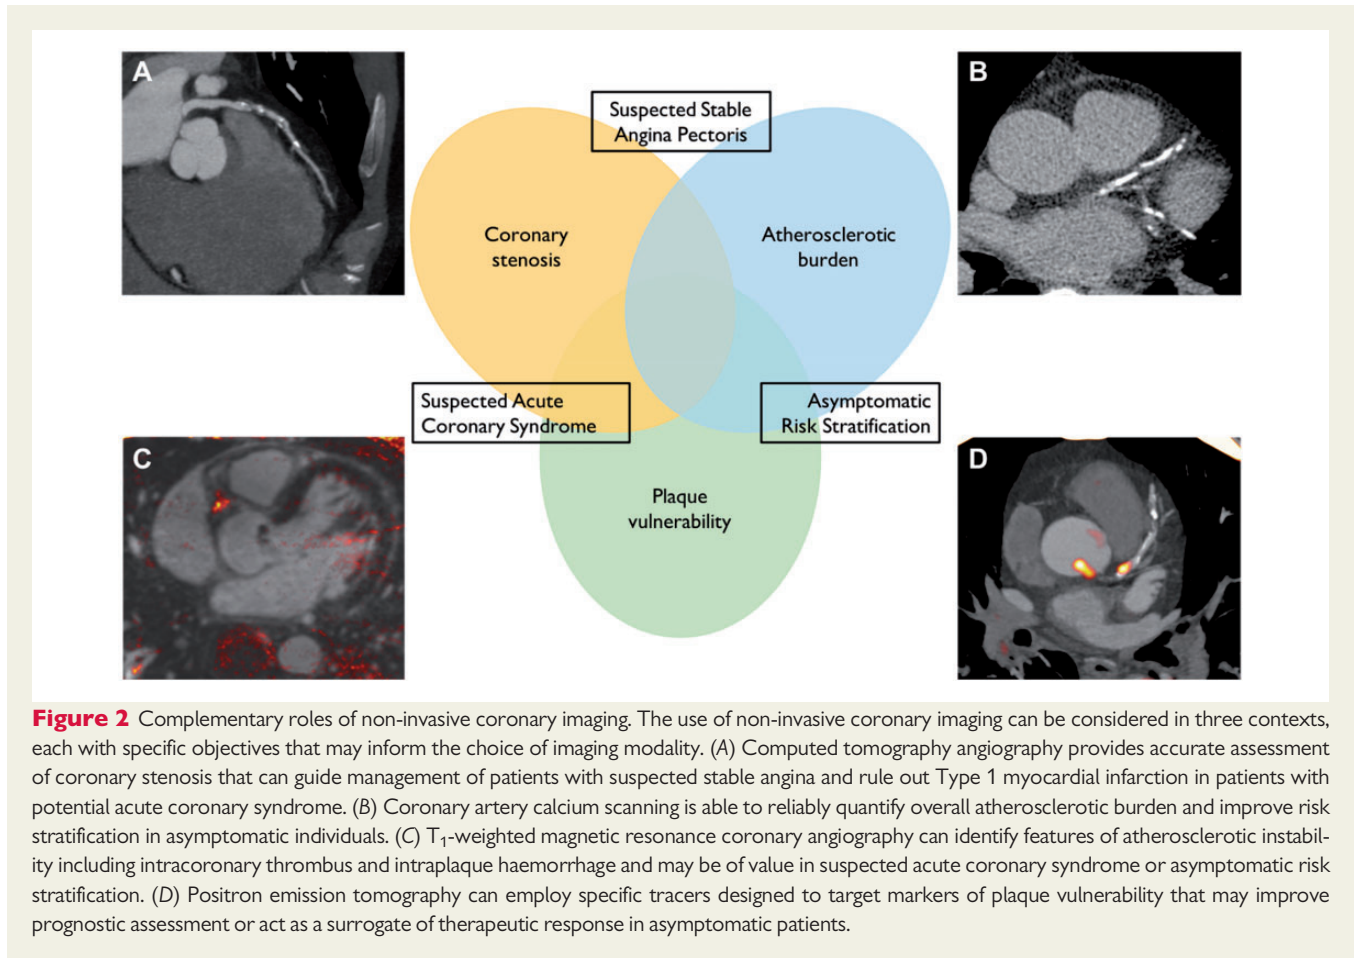 A
B
Suspected Stable
Angina Pectoris
Coronary
stenosis
Atherosclerotic
burden
Suspected Acute
Coronary Syndrome
Asymptomatic
Risk Stratification
C
D
Plaque
vulnerability
Figure 2 Complementary roles of non-invasive coronary imaging. The use of non-invasive coronary imaging can be considered in three contexts,
each with specific objectives that may inform the choice of imaging modality. (A) Computed tomography angiography provides accurate assessment
of coronary stenosis that can guide management of patients with suspected stable angina and rule out Type 1 myocardial infarction in patients with
potential acute coronary syndrome. (B) Coronary artery calcium scanning is able to reliably quantify overall atherosclerotic burden and improve risk
stratification in asymptomatic individuals. (C) T₁-weighted magnetic resonance coronary angiography can identify features of atherosclerotic instabil-
ity including intracoronary thrombus and intraplaque haemorrhage and may be of value in suspected acute coronary syndrome or asymptomatic risk
stratification. (D) Positron emission tomography can employ specific tracers designed to target markers of plaque vulnerability that may improve
prognostic assessment or act as a surrogate of therapeutic response in asymptomatic patients.